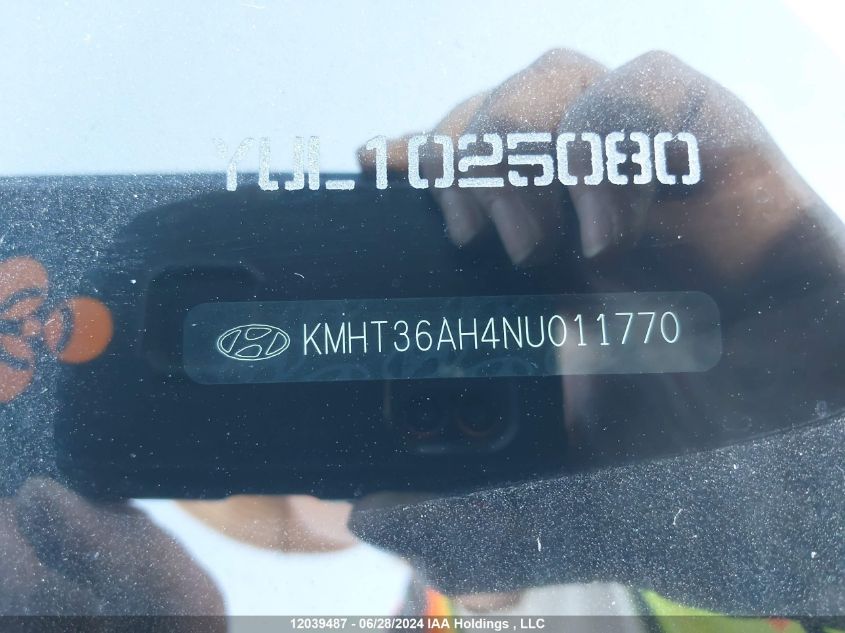 YUL1025080
KMHT36AH4NU011770
12039487 - 06/28/2024 IAA Holdings , LLC